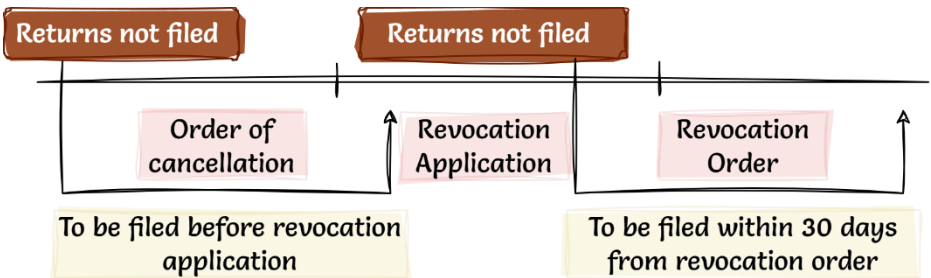 Returns not filed
Returns not filed
Order of
cancellation
Revocation
Application
Revocation
Order
To be filed before revocation
application
To be filed within 30 days
from revocation order